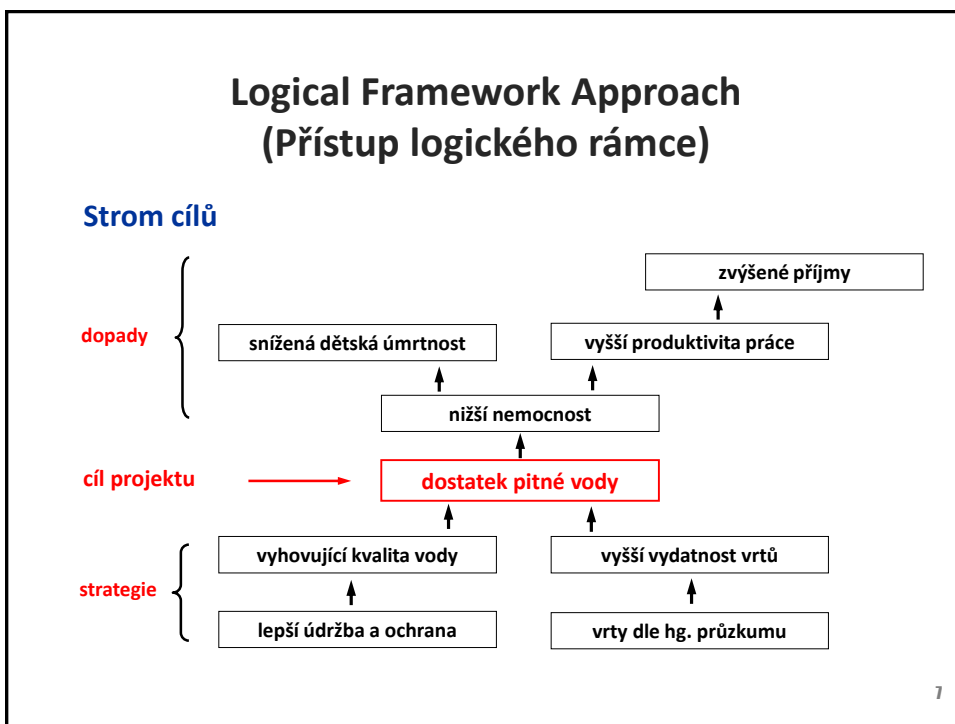 Logical Framework Approach
(Přístup logického rámce)
Strom cílů
zvýšené příjmy
dopady
snížená dětská úmrtnost
vyšší produktivita práce
nižší nemocnost
cíl projektu
dostatek pitné vody
vyhovující kvalita vody
vyšší vydatnost vrtů
strategie
lepší údržba a ochrana
vrty dle hg. průzkumu
7